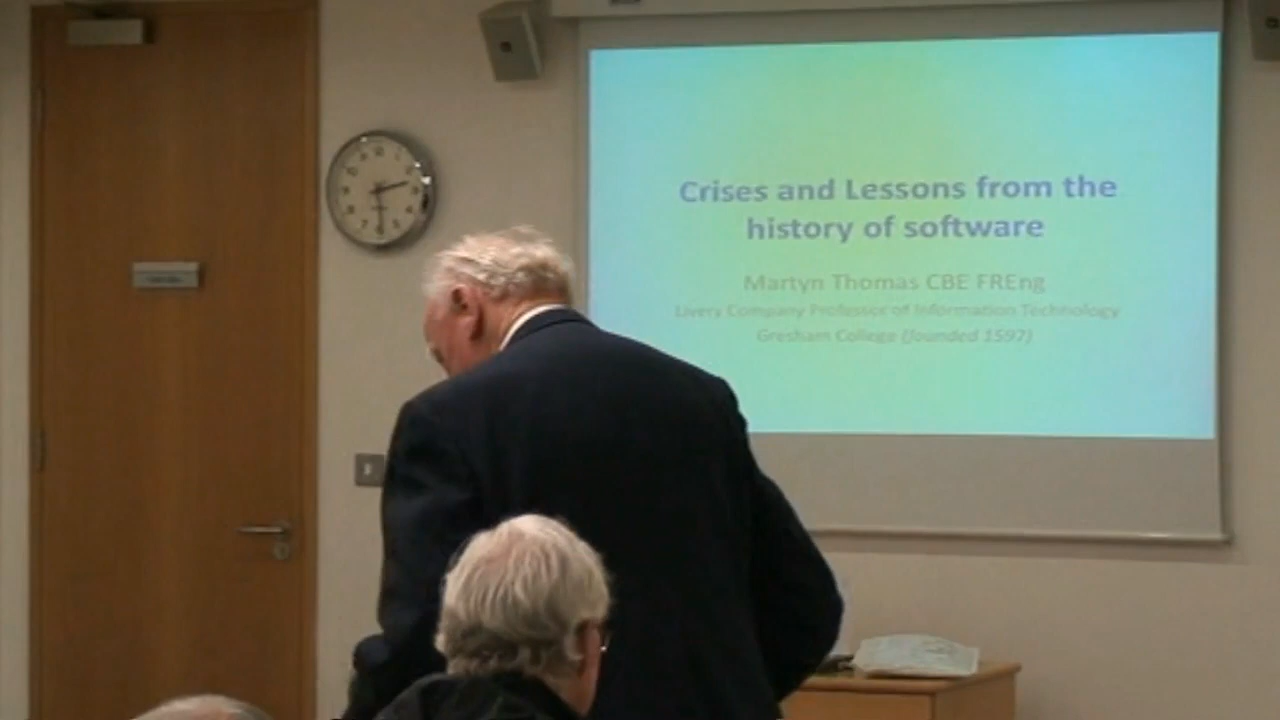 Crises and Lessons from the
history of software
Martyn Thomas CBE FREng
Livery Company Professor of Information Technology
Gresham College (founded 1597)